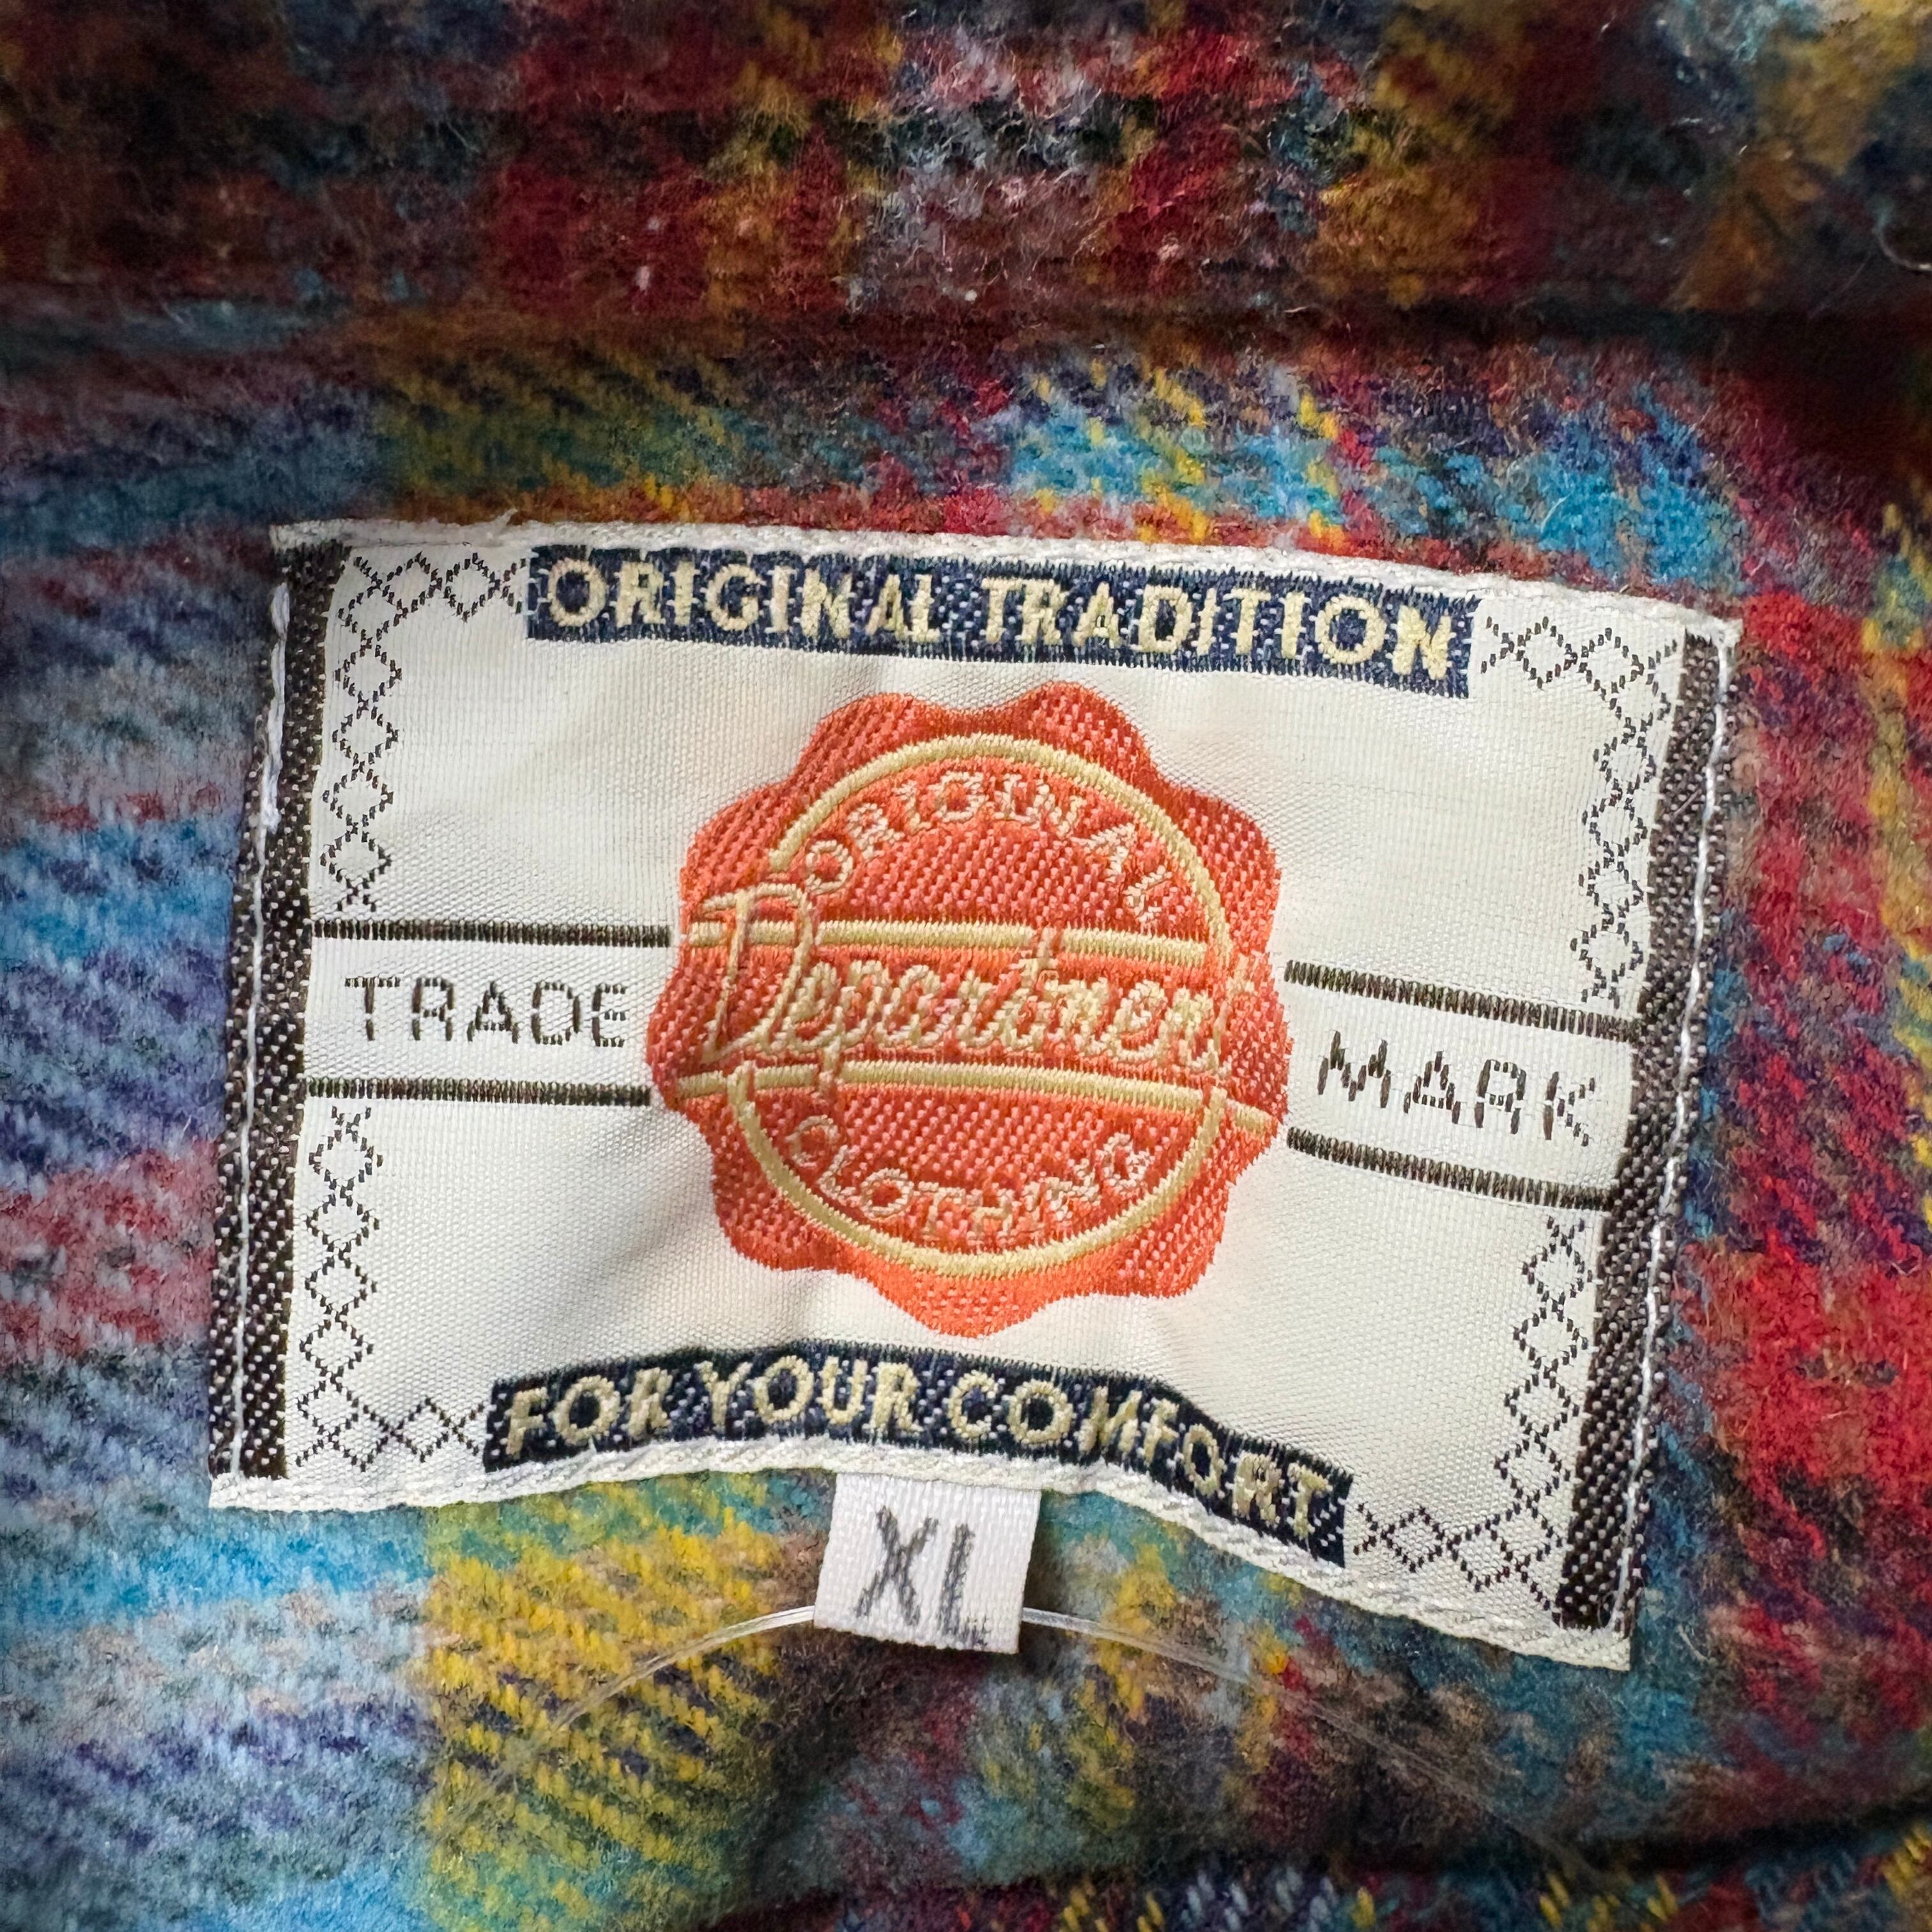 ORIGINAL TRADITION
ORIGINAL
TRADE
Department
MARK
CLOTHING
FOR YOUR COMFORT
XL